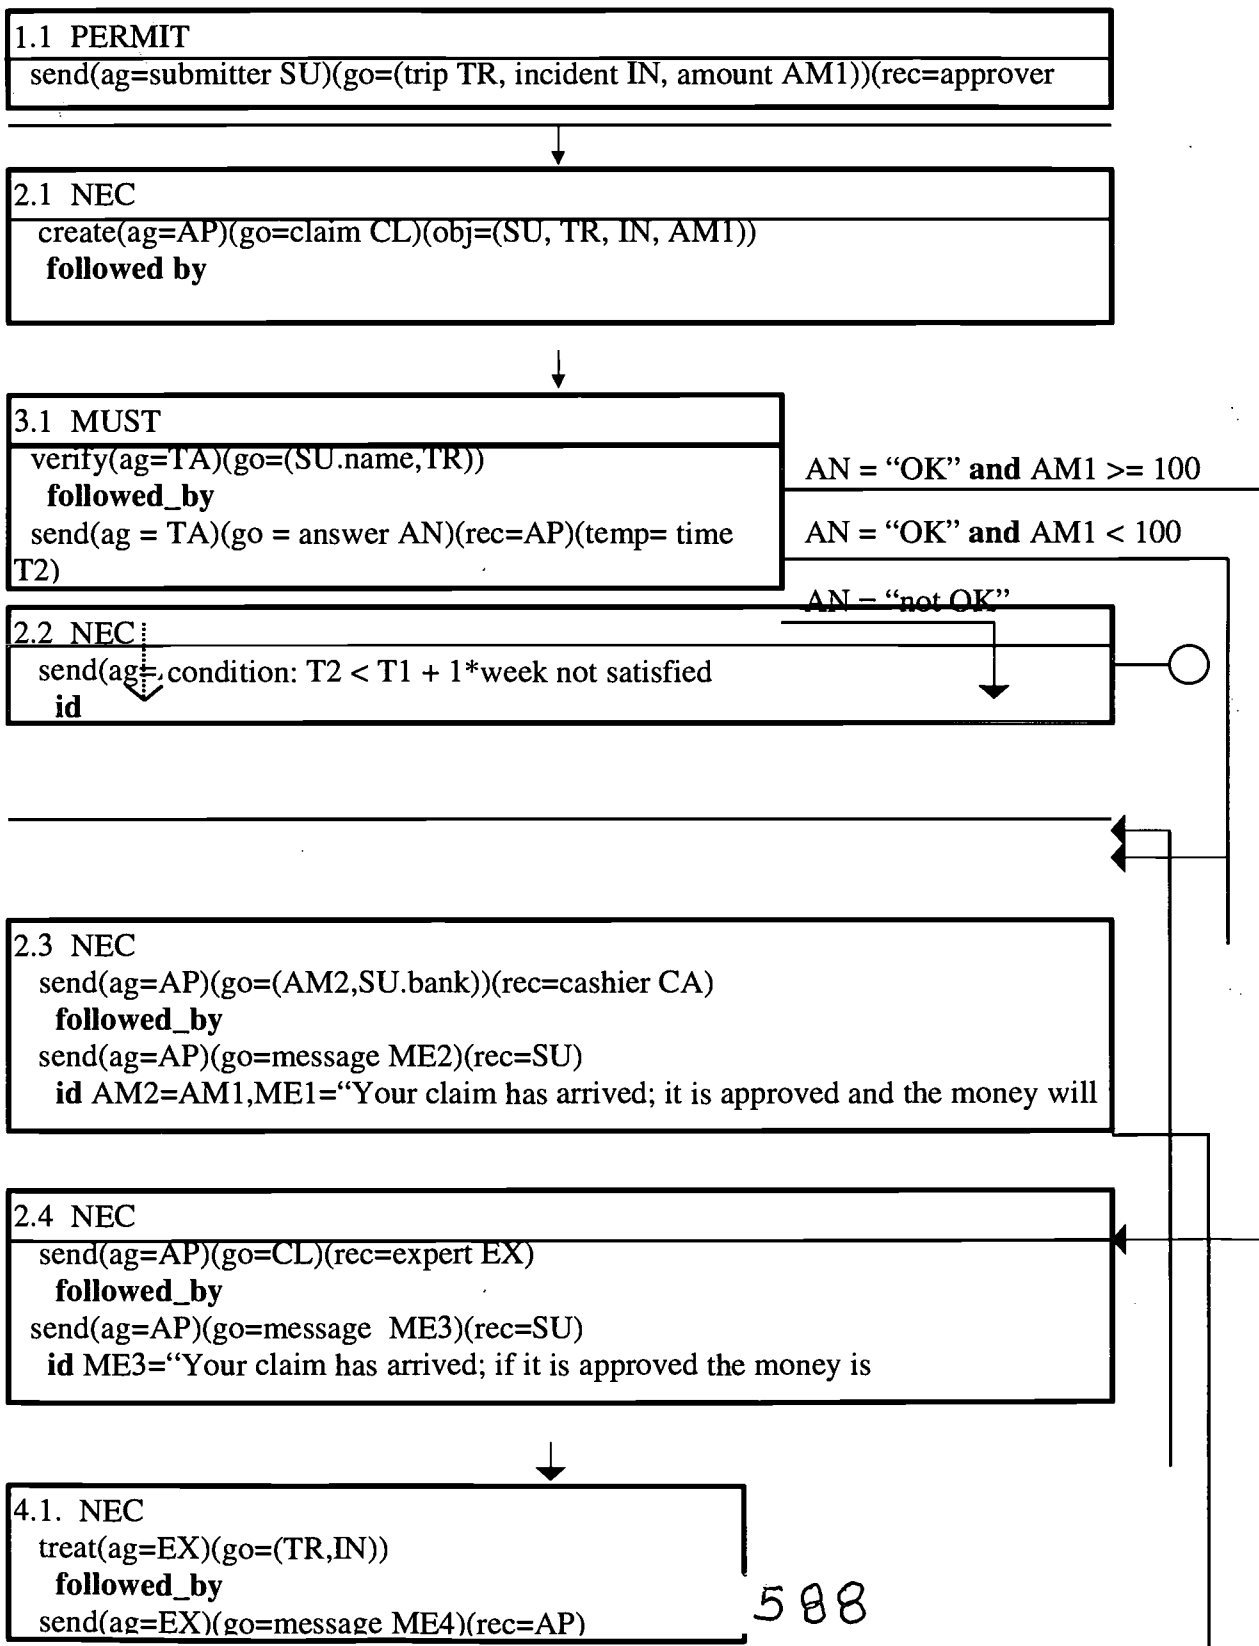 1.1 PERMIT
send(ag=submitter SU)(go=(trip TR, incident IN, amount AM1))(rec=approver
2.1 NEC
create(ag=AP)(go=claim CL)(obj=(SU, TR, IN, AM1))
followed by
3.1 MUST
verify(ag=TA)(go=(SU.name,TR))
followed_by
send(ag = TA)(go = answer AN)(rec=AP)(temp= time
T2)
AN = “OK” and AM1 >= 100
AN = “OK” and AM1 < 100
AN = “not OK”
2.2 NEC
send(ag= condition: T2 < T1 + 1*week not satisfied
id
2.3 NEC
send(ag=AP)(go=(AM2,SU.bank))(rec=cashier CA)
followed_by
send(ag=AP)(go=message ME2)(rec=SU)
id AM2=AM1,ME1=“Your claim has arrived; it is approved and the money will
2.4 NEC
send(ag=AP)(go=CL)(rec=expert EX)
followed_by
send(ag=AP)(go=message ME3)(rec=SU)
id ME3=“Your claim has arrived; if it is approved the money is
4.1. NEC
treat(ag=EX)(go=(TR,IN))
followed_by
send(ag=EX)(go=message ME4)(rec=AP)
588